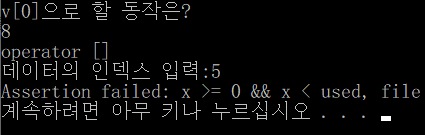 v[0]으로 할 동작은?
8
operator []
데이터의 인덱스 입력:5
Assertion failed: x >= 0 && x < used, file
계속하려면 아무 키나 누르십시오 . . .